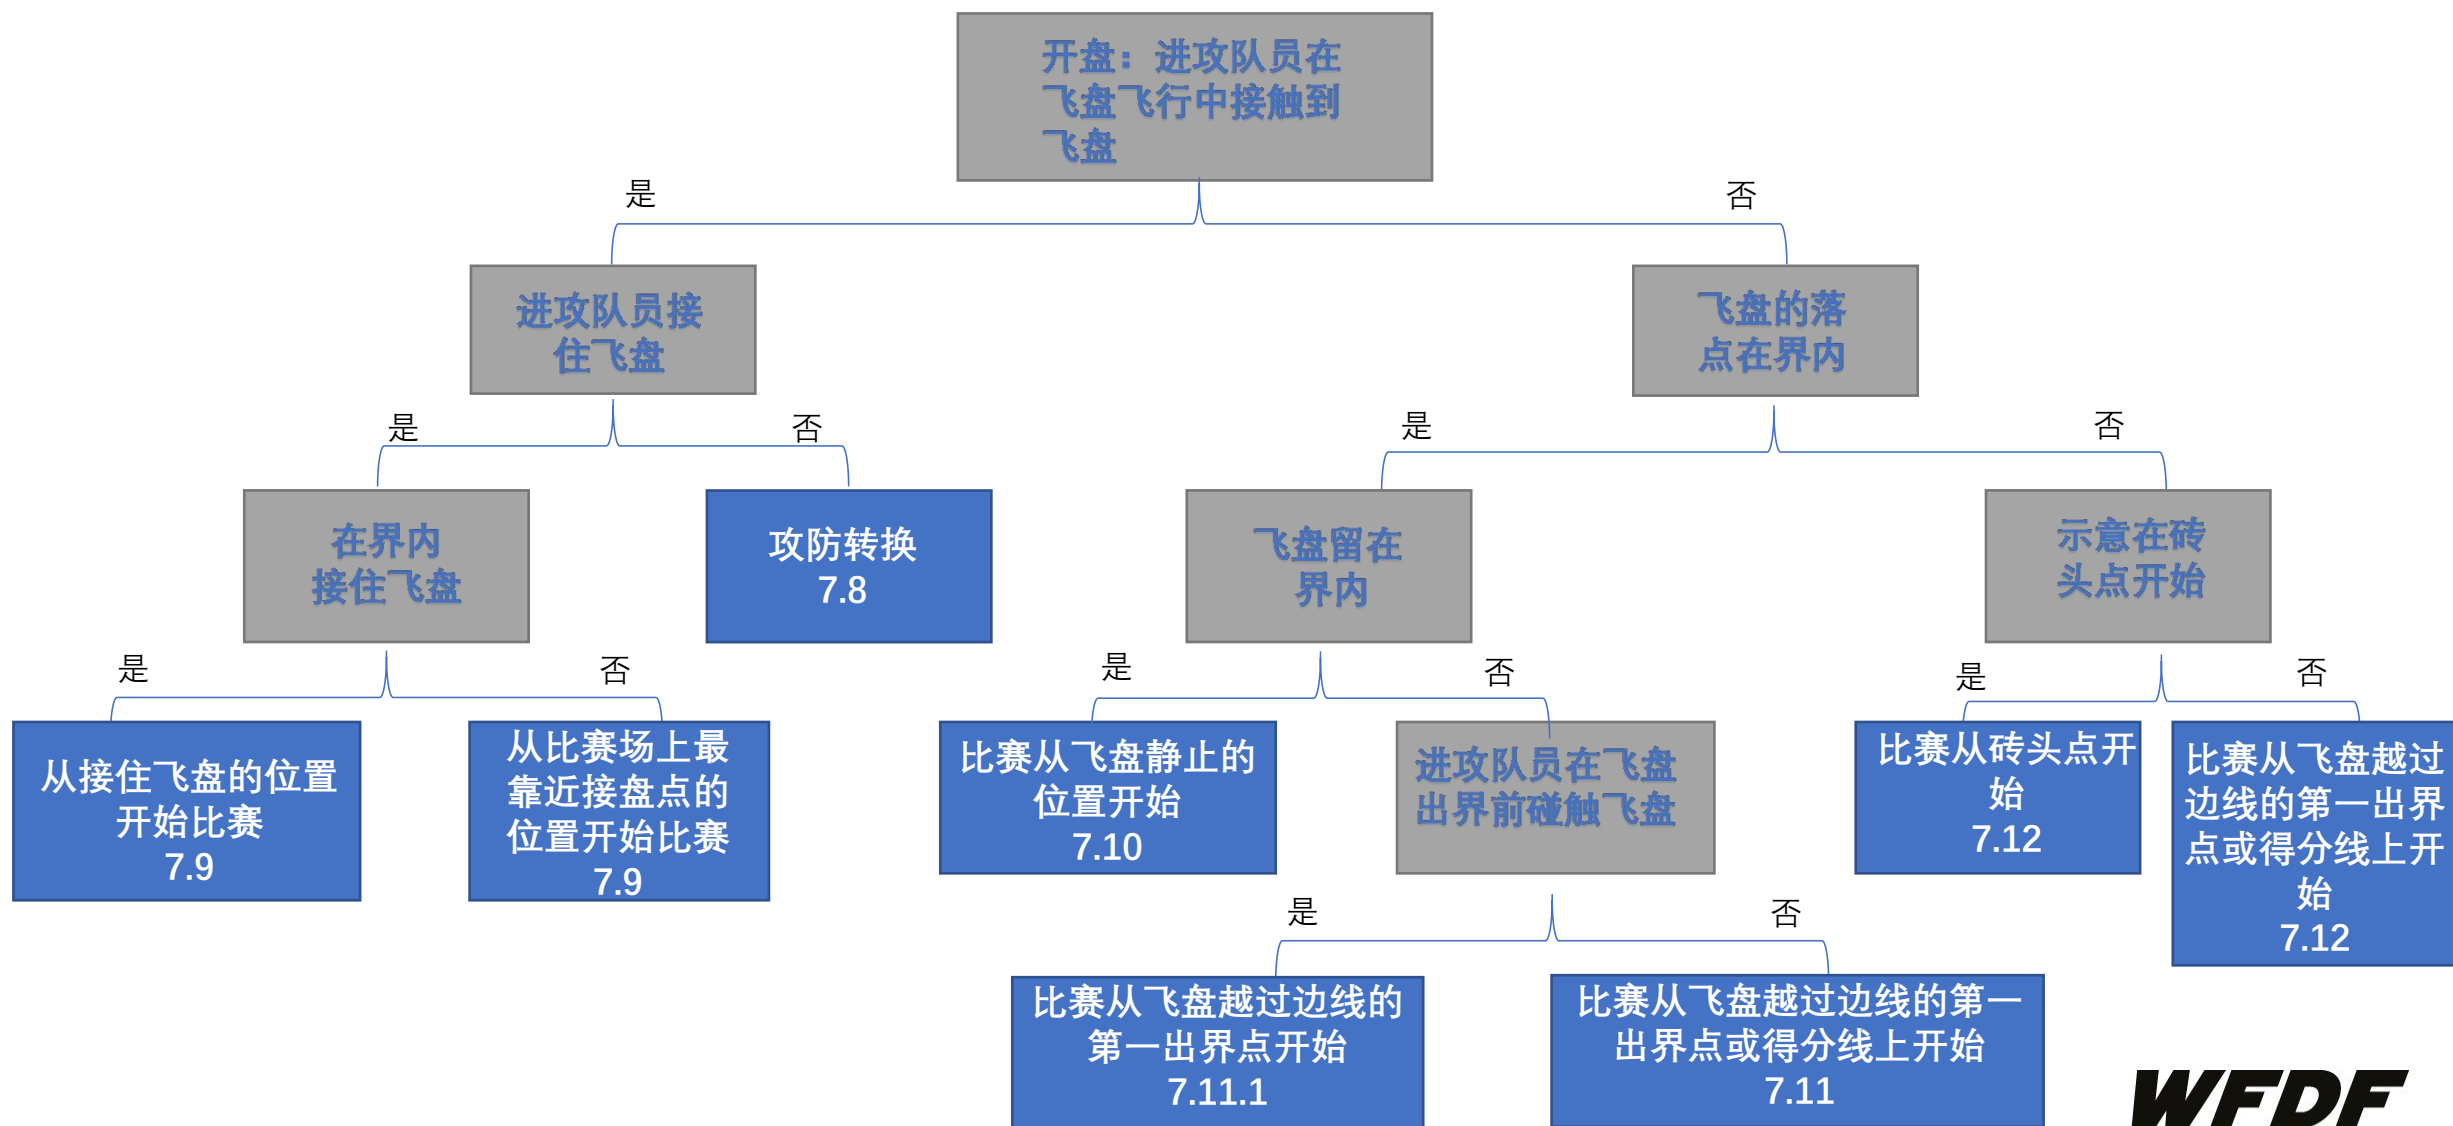 开盘：进攻队员在
飞盘飞行中接触到
飞盘
是
否
进攻队员接
住飞盘
飞盘的落
点在界内
是
否
是
否
在界内
接住飞盘
攻防转换
7.8
飞盘留在
界内
示意在砖
头点开始
是
否
是
否
是
否
从接住飞盘的位置
开始比赛
7.9
从比赛场上最
靠近接盘点的
位置开始比赛
7.9
比赛从飞盘静止的
位置开始
7.10
进攻队员在飞盘
出界前碰触飞盘
比赛从砖头点开
始
7.12
比赛从飞盘越过
边线的第一出界
点或得分线上开
始
7.12
是
否
比赛从飞盘越过边线的
第一出界点开始
7.11.1
比赛从飞盘越过边线的第一
出界点或得分线上开始
7.11
WFDF